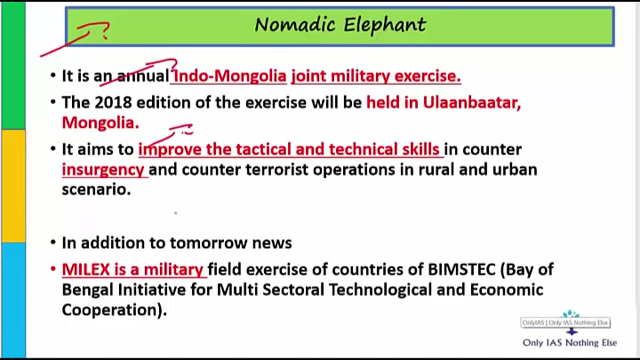 Nomadic Elephant
?
• It is an annual Indo-Mongolia joint military exercise.
• The 2018 edition of the exercise will be held in Ulaanbaatar,
Mongolia.
• It aims to improve the tactical and technical skills in counter
insurgency and counter terrorist operations in rural and urban
scenario.
• In addition to tomorrow news
• MILEX is a military field exercise of countries of BIMSTEC (Bay of
Bengal Initiative for Multi Sectoral Technological and Economic
Cooperation).
OnlyIAS | Only IAS Nothing Else
Only IAS Nothing Else